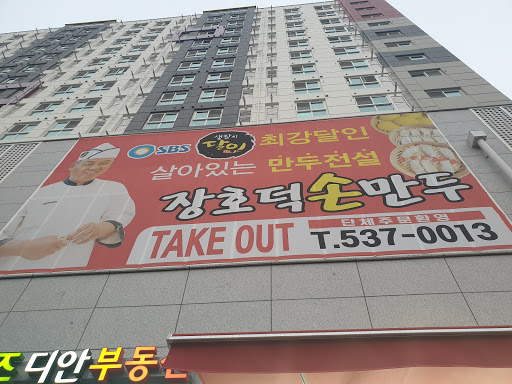 SBS 생활의 달인 최강달인
살아있는 만두전설
장호덕손만두
단체주문환영
TAKE OUT T.537-0013
즈디안부동산